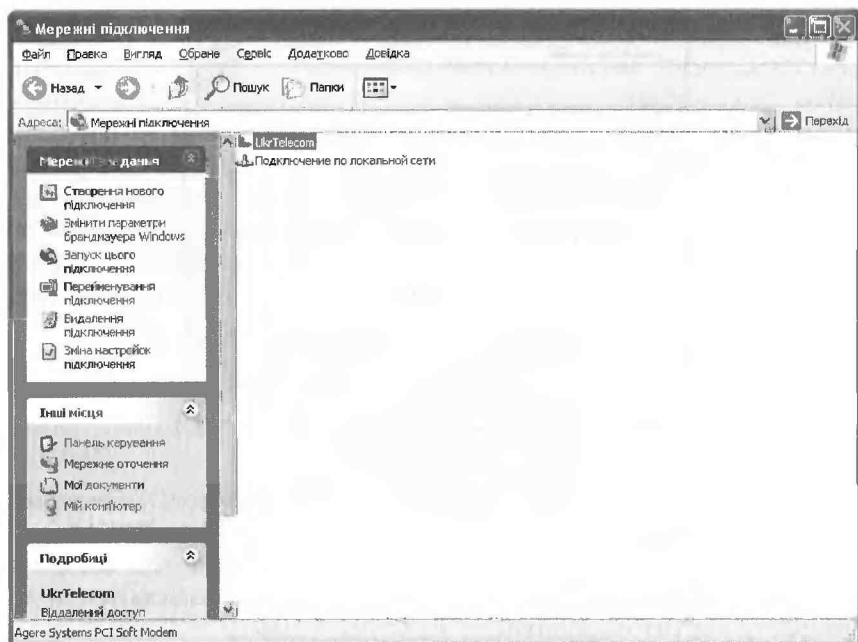 Мережні підключення
Файл Правка Вигляд Обране Сервіс Додатково Довідка
Назад Пошук Папки
Адреса: Мережні підключення Перехід
Мережні завдання
Створення нового
підключення
Змінити параметри
брандмауера Windows
Запуск цього
підключення
Перейменування
підключення
Видалення
підключення
Зміна настройок
підключення
Інші місця
Панель керування
Мережне оточення
Мої документи
Мій комп'ютер
Подробиці
UkrTelecom
Віддалений доступ
UkrTelecom
Подключение по локальной сети
Agere Systems PCI Soft Modem